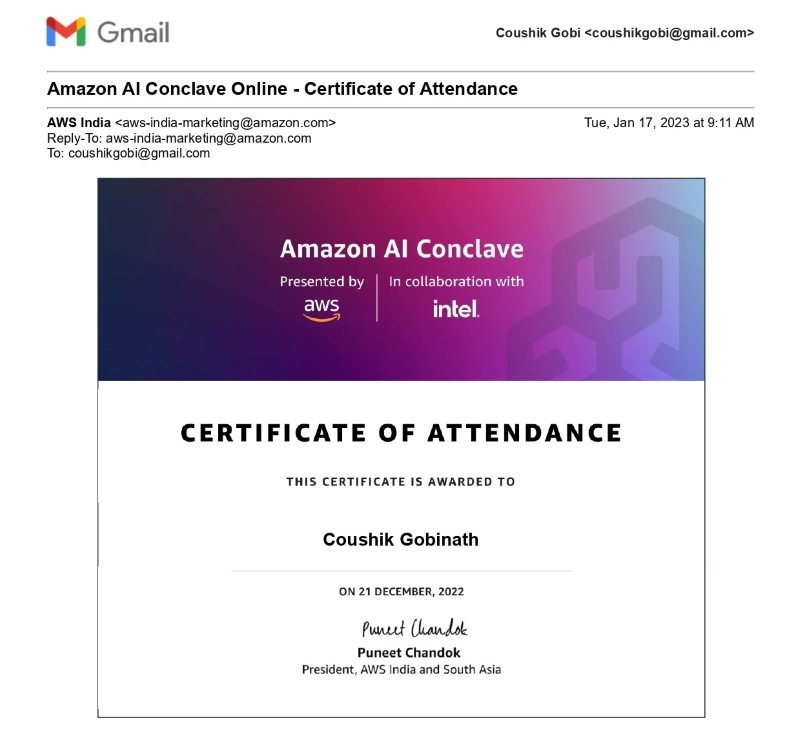 Gmail
Coushik Gobi <coushikgobi@gmail.com>
Amazon AI Conclave Online - Certificate of Attendance
AWS India <aws-india-marketing@amazon.com>
Tue, Jan 17, 2023 at 9:11 AM
Reply-To: aws-india-marketing@amazon.com
To: coushikgobi@gmail.com
Amazon AI Conclave
Presented by
In collaboration with
aws
intel.
CERTIFICATE OF ATTENDANCE
THIS CERTIFICATE IS AWARDED TO
Coushik Gobinath
ON 21 DECEMBER, 2022
Puneet Chandok
Puneet Chandok
President, AWS India and South Asia